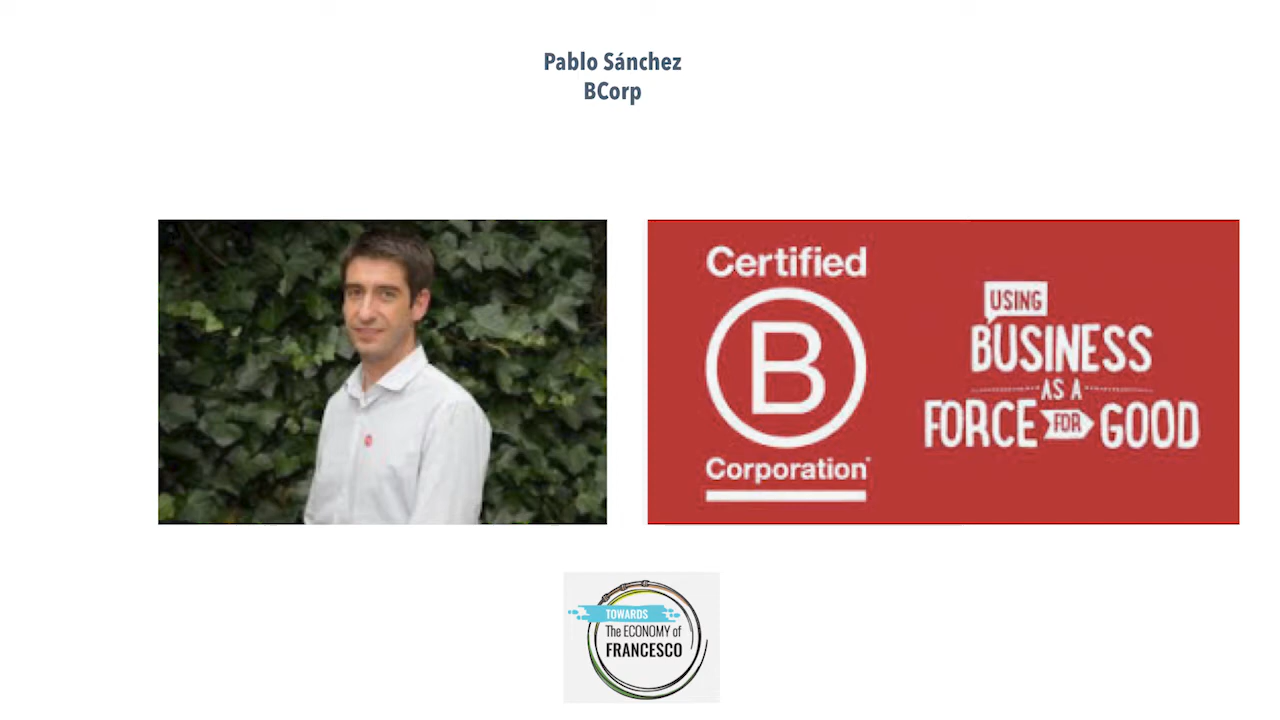 Pablo Sánchez
BCorp
Certified
B
Corporation
USING
BUSINESS
AS A
FORCE FOR GOOD
TOWARDS
The ECONOMY of
FRANCESCO